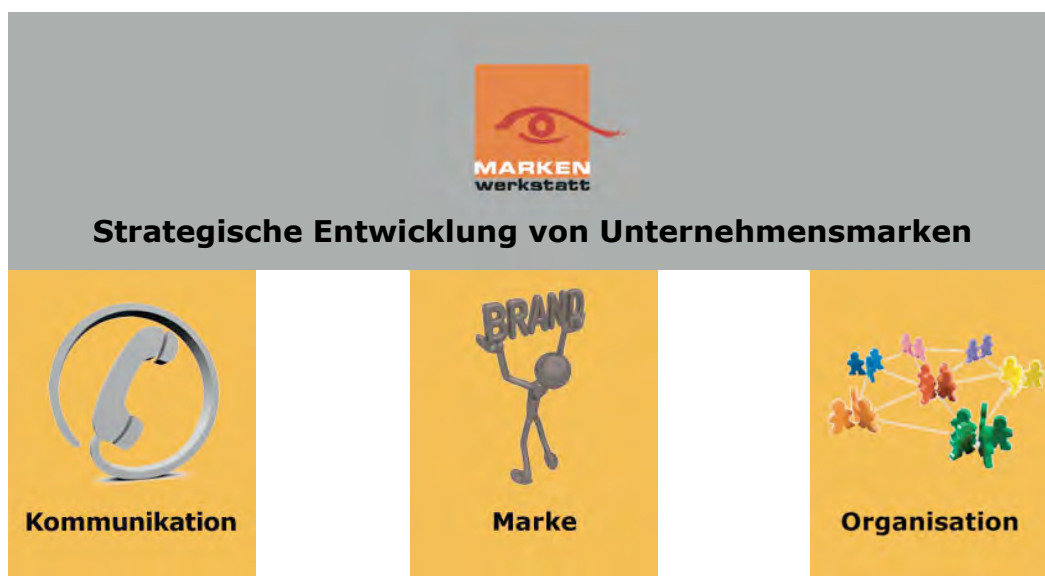 MARKEN
werkstatt
Strategische Entwicklung von Unternehmensmarken
BRAND
Kommunikation
Marke
Organisation